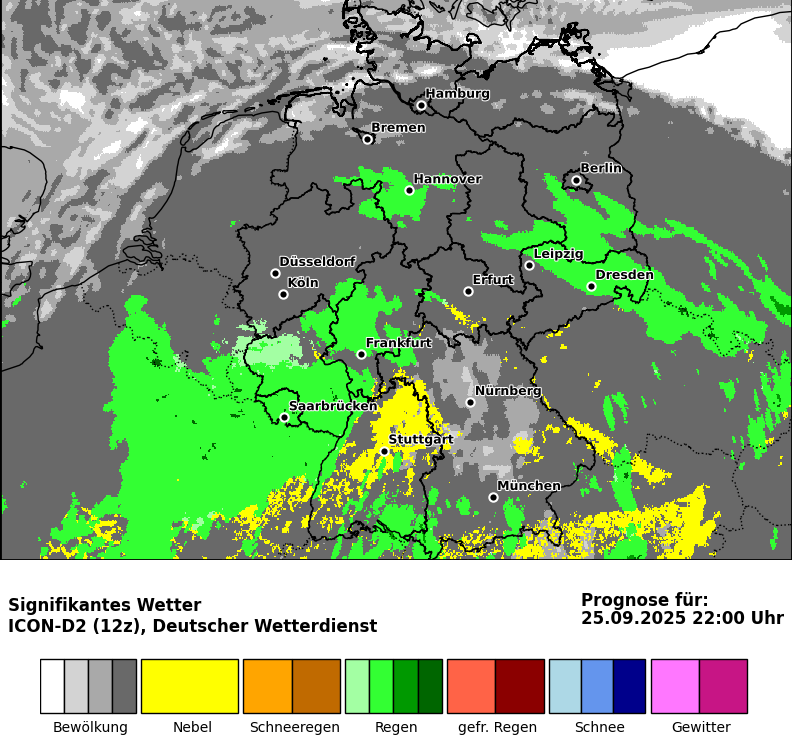 Hamburg
Bremen
Berlin
Hannover
Leipzig
Düsseldorf
Dresden
Erfurt
Köln
Frankfurt
Nürnberg
Saarbrücken
Stuttgart
München
Signifikantes Wetter
ICON-D2 (12z), Deutscher Wetterdienst
Prognose für:
25.09.2025 22:00 Uhr
Bewölkung
Nebel
Schneeregen
Regen
gefr. Regen
Schnee
Gewitter